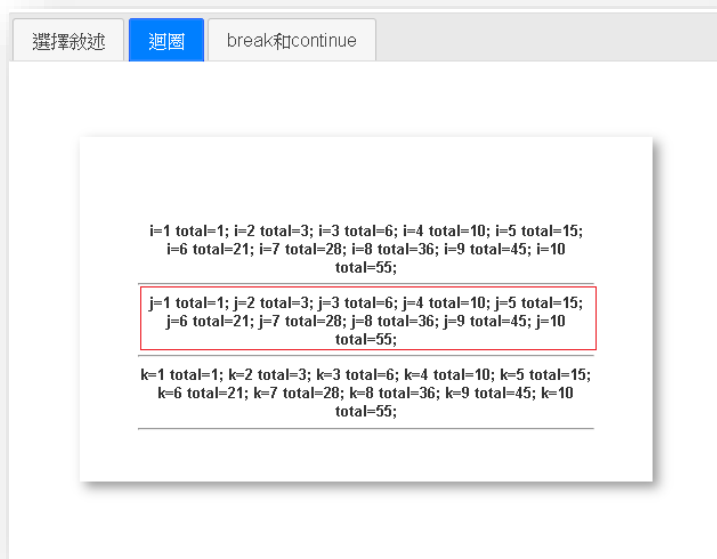 選擇敘述 迴圈 break和continue
i=1 total=1; i=2 total=3; i=3 total=6; i=4 total=10; i=5 total=15;
i=6 total=21; i=7 total=28; i=8 total=36; i=9 total=45; i=10
total=55;
j=1 total=1; j=2 total=3; j=3 total=6; j=4 total=10; j=5 total=15;
j=6 total=21; j=7 total=28; j=8 total=36; j=9 total=45; j=10
total=55;
k=1 total=1; k=2 total=3; k=3 total=6; k=4 total=10; k=5 total=15;
k=6 total=21; k=7 total=28; k=8 total=36; k=9 total=45; k=10
total=55;